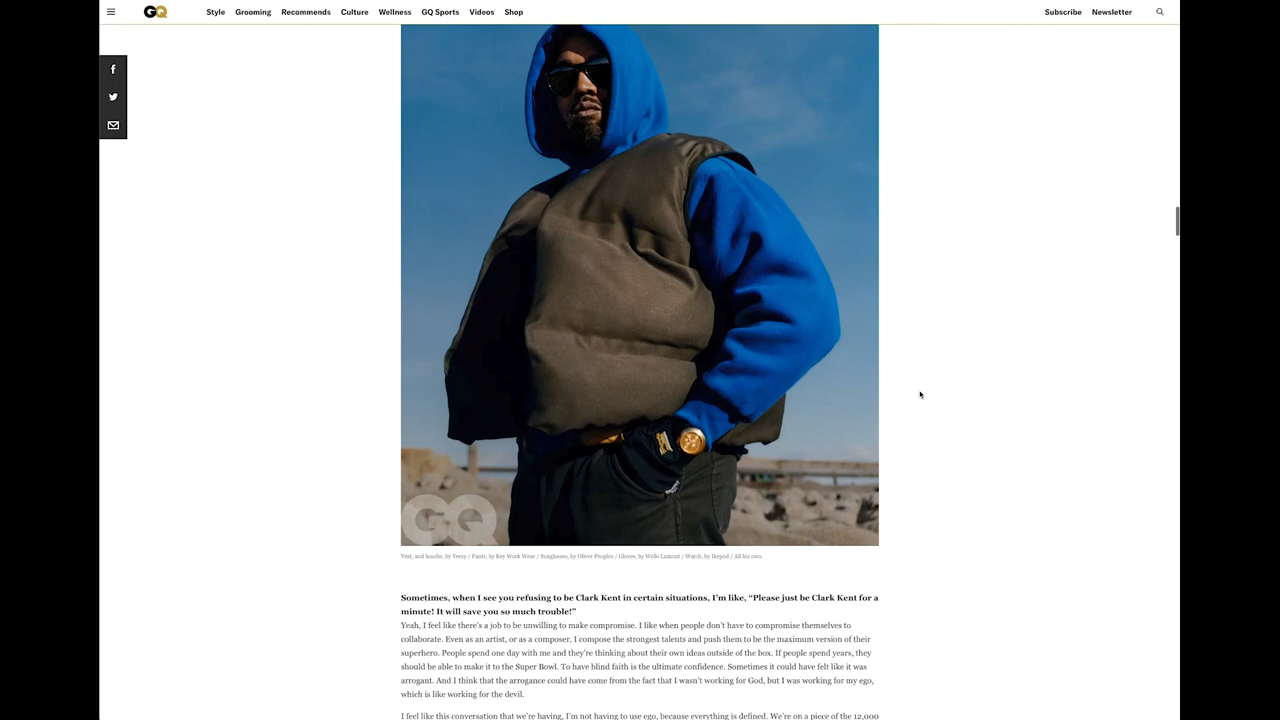 GQ
Style
Grooming
Recommends
Culture
Wellness
GQ Sports
Videos
Shop
Subscribe
Newsletter
GQ
Vest, and hoodie, by Yeezy / Pants, by Key Work Wear / Sunglasses, by Oliver Peoples / Gloves, by Wells Lamont / Watch, by Ikepod / All his own
Sometimes, when I see you refusing to be Clark Kent in certain situations, I’m like, “Please just be Clark Kent for a
minute! It will save you so much trouble!”
Yeah, I feel like there’s a job to be unwilling to make compromise. I like when people don’t have to compromise themselves to
collaborate. Even as an artist, or as a composer, I compose the strongest talents and push them to be the maximum version of their
superhero. People spend one day with me and they’re thinking about their own ideas outside of the box. If people spend years, they
should be able to make it to the Super Bowl. To have blind faith is the ultimate confidence. Sometimes it could have felt like it was
arrogant. And I think that the arrogance could have come from the fact that I wasn’t working for God, but I was working for my ego,
which is like working for the devil.
I feel like this conversation that we’re having, I’m not having to use ego, because everything is defined. We’re on a piece of the 12,000